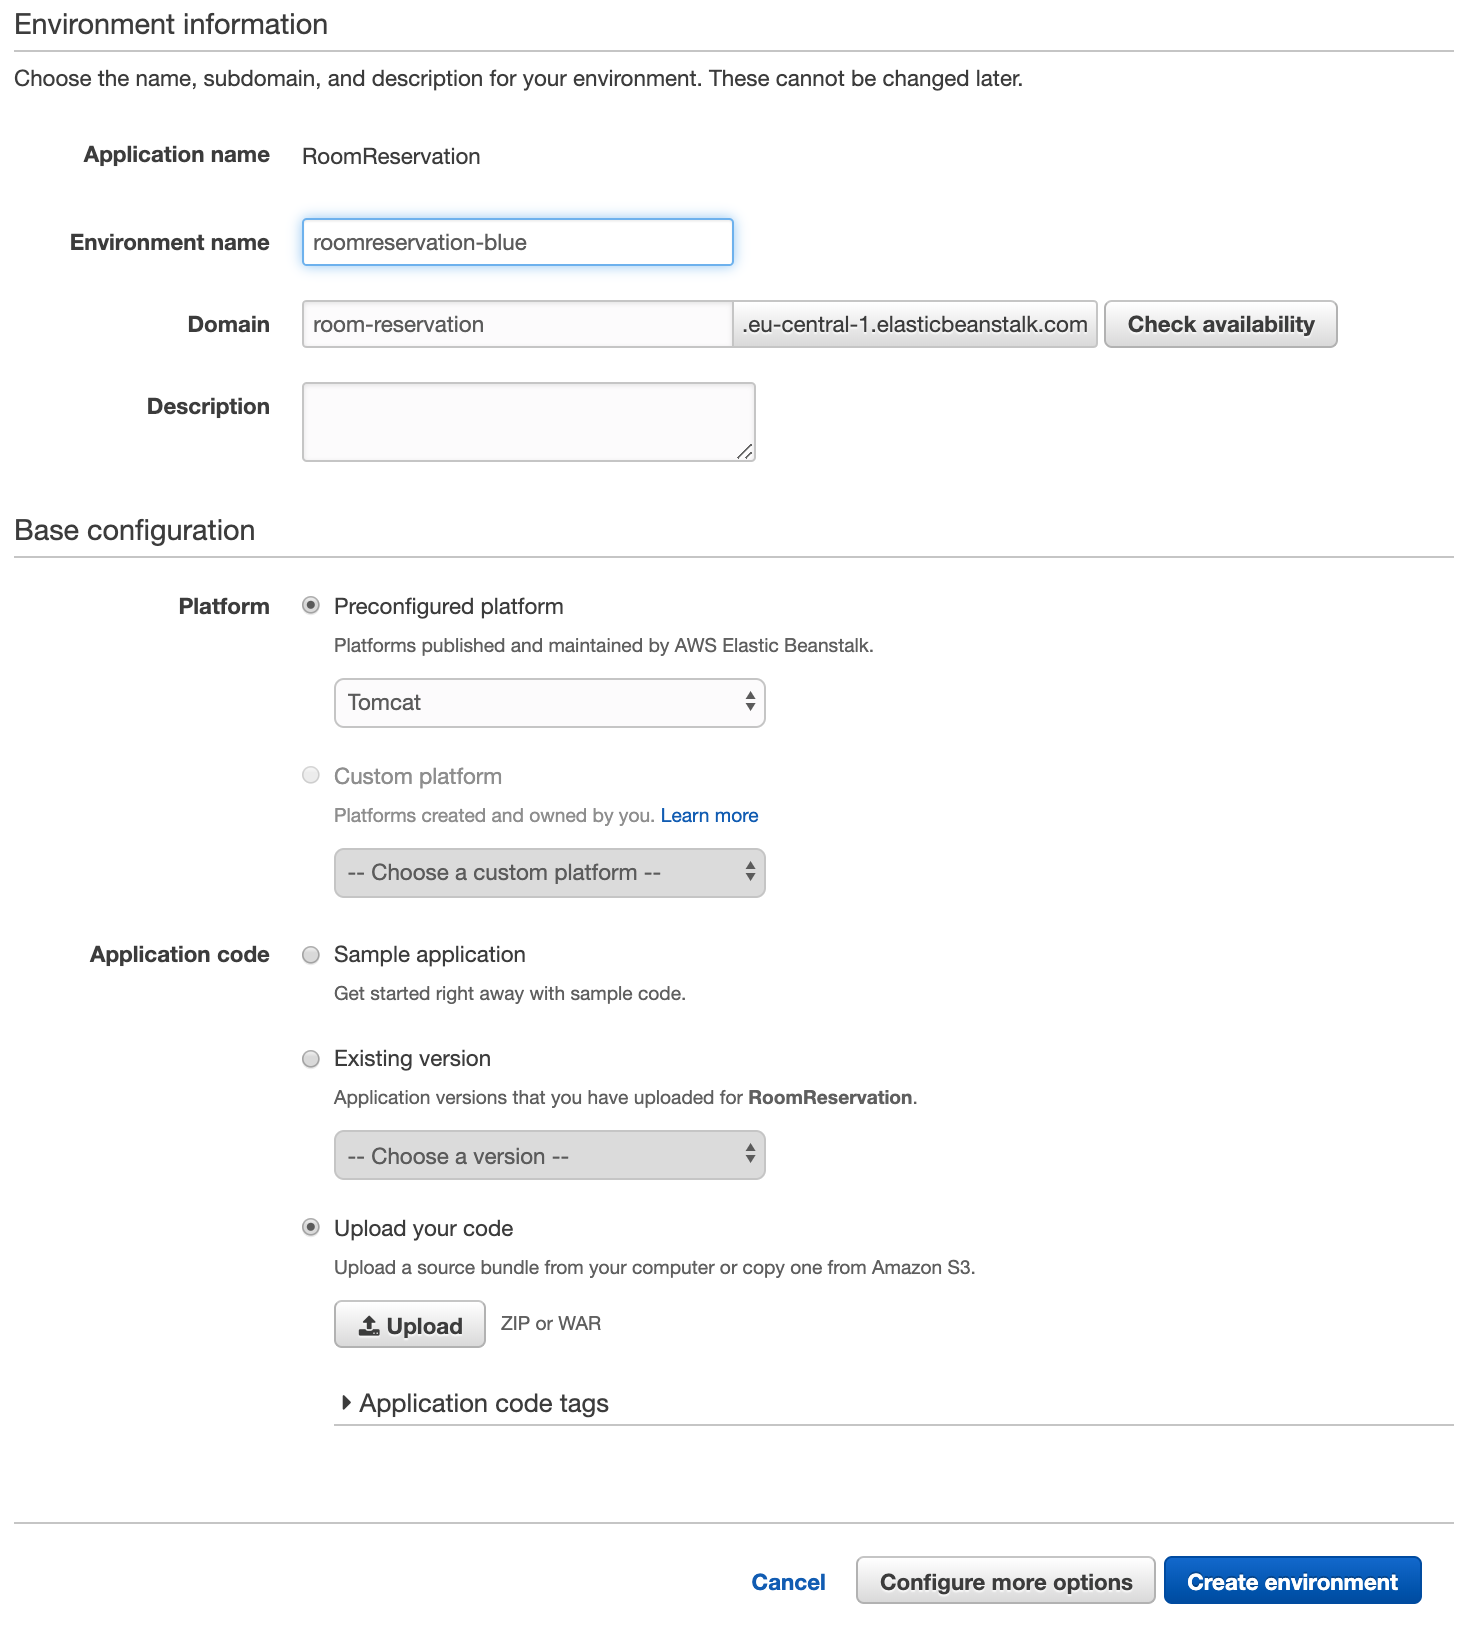 Environment information
Choose the name, subdomain, and description for your environment. These cannot be changed later.
Application name RoomReservation
Environment name roomreservation-blue
Domain room-reservation .eu-central-1.elasticbeanstalk.com Check availability
Description
Base configuration
Platform Preconfigured platform
Platforms published and maintained by AWS Elastic Beanstalk.
Tomcat
Custom platform
Platforms created and owned by you. Learn more
-- Choose a custom platform --
Application code Sample application
Get started right away with sample code.
Existing version
Application versions that you have uploaded for RoomReservation.
-- Choose a version --
Upload your code
Upload a source bundle from your computer or copy one from Amazon S3.
Upload ZIP or WAR
Application code tags
Cancel Configure more options Create environment